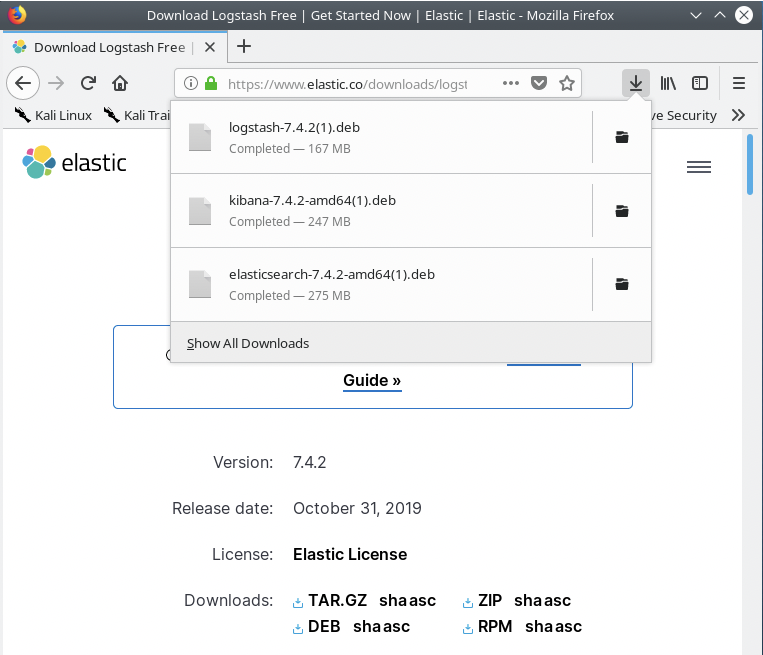 Download Logstash Free | Get Started Now | Elastic | Elastic - Mozilla Firefox
Download Logstash Free |
https://www.elastic.co/downloads/logst
Kali Linux Kali Trai ve Security
elastic
logstash-7.4.2(1).deb
Completed — 167 MB
kibana-7.4.2-amd64(1).deb
Completed — 247 MB
elasticsearch-7.4.2-amd64(1).deb
Completed — 275 MB
Show All Downloads
Guide »
Version: 7.4.2
Release date: October 31, 2019
License: Elastic License
Downloads: TAR.GZ sha asc ZIP sha asc
DEB sha asc RPM sha asc